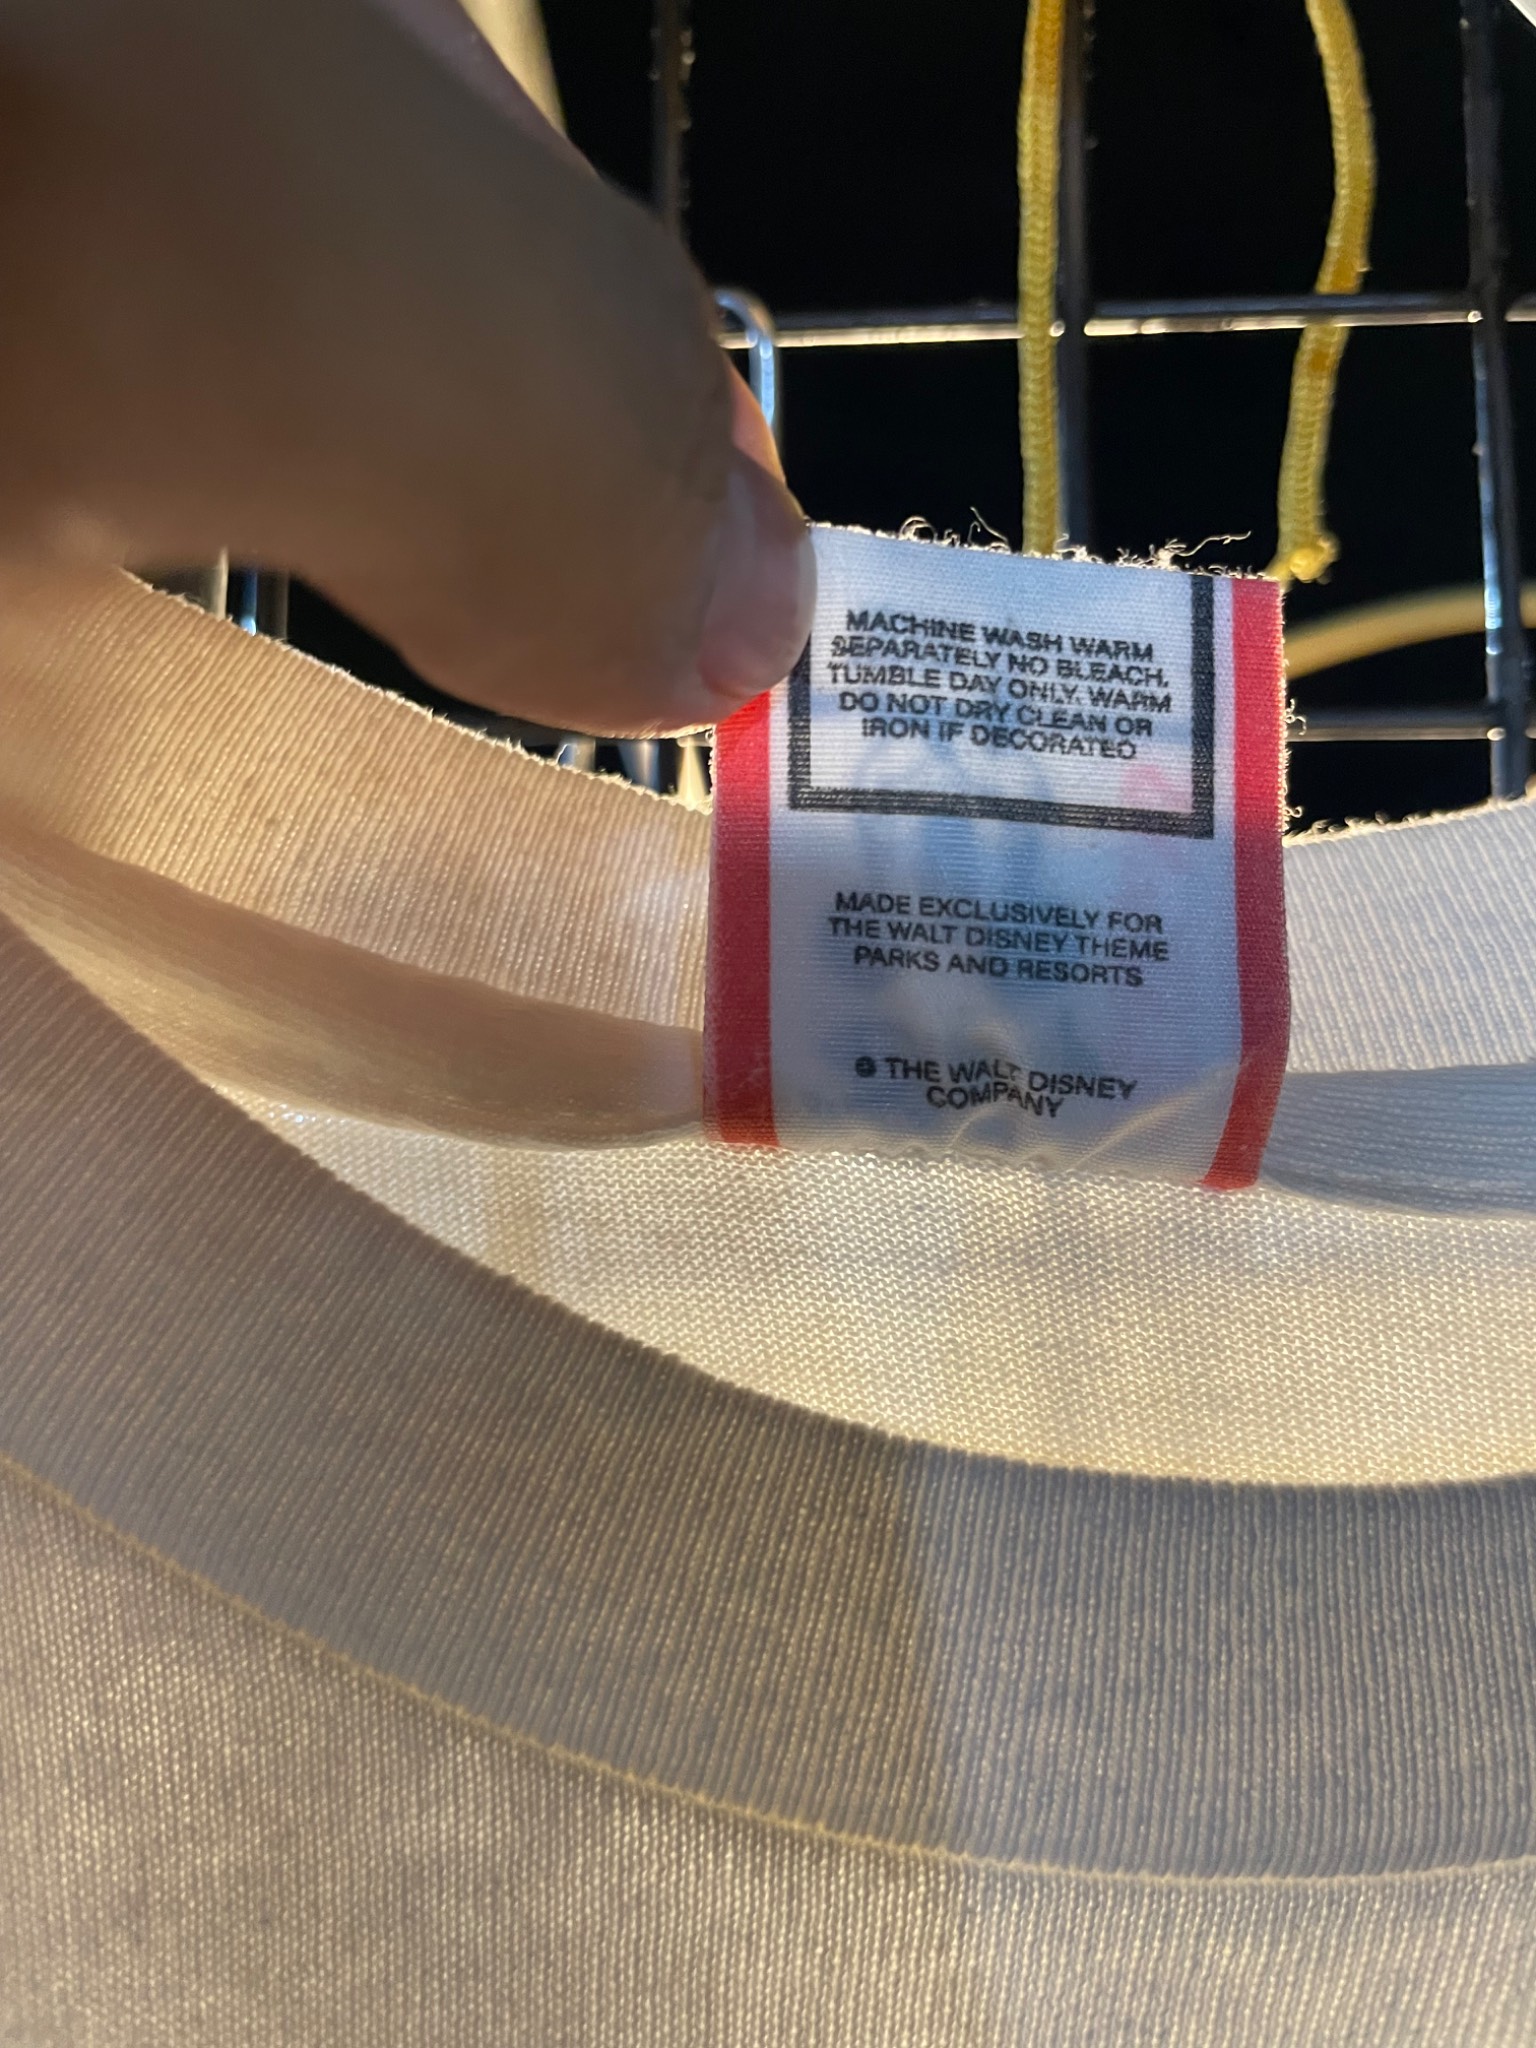 MACHINE WASH WARM
SEPARATELY NO BLEACH.
TUMBLE DAY ONLY. WARM
DO NOT DRY CLEAN OR
IRON IF DECORATED
MADE EXCLUSIVELY FOR
THE WALT DISNEY THEME
PARKS AND RESORTS
© THE WALT DISNEY
COMPANY